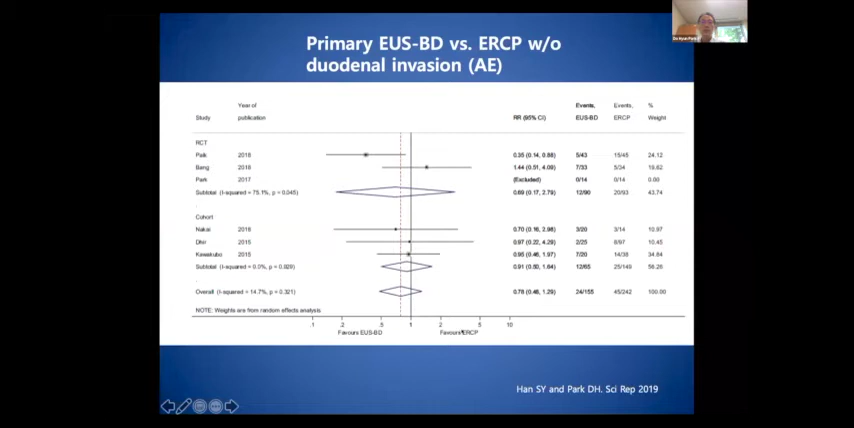 Primary EUS-BD vs. ERCP w/o
duodenal invasion (AE)
Year of Events, Events, %
Study publication RR (95% CI) EUS-BD ERCP Weight
RCT
Paik 2018 0.35 (0.14, 0.88) 5/43 15/45 24.12
Bang 2018 1.44 (0.51, 4.09) 7/33 5/34 19.62
Park 2017 (Excluded) 0/14 0/14 0.00
Subtotal (I-squared = 75.1%, p = 0.045) 0.69 (0.17, 2.79) 12/90 20/93 43.74
Cohort
Nakai 2018 0.70 (0.16, 2.98) 3/20 3/14 10.97
Dhir 2015 0.97 (0.22, 4.29) 2/25 8/97 10.45
Kawakubo 2015 0.95 (0.46, 1.97) 7/20 14/38 34.84
Subtotal (I-squared = 0.0%, p = 0.929) 0.91 (0.50, 1.64) 12/65 25/149 56.26
Overall (I-squared = 14.7%, p = 0.321) 24/155 45/242 100.00
NOTE: Weights are from random effects analysis
.1 .2 .5 1 2 5 10
Favours EUS-BD Favours ERCP
Han SY and Park DH. Sci Rep 2019